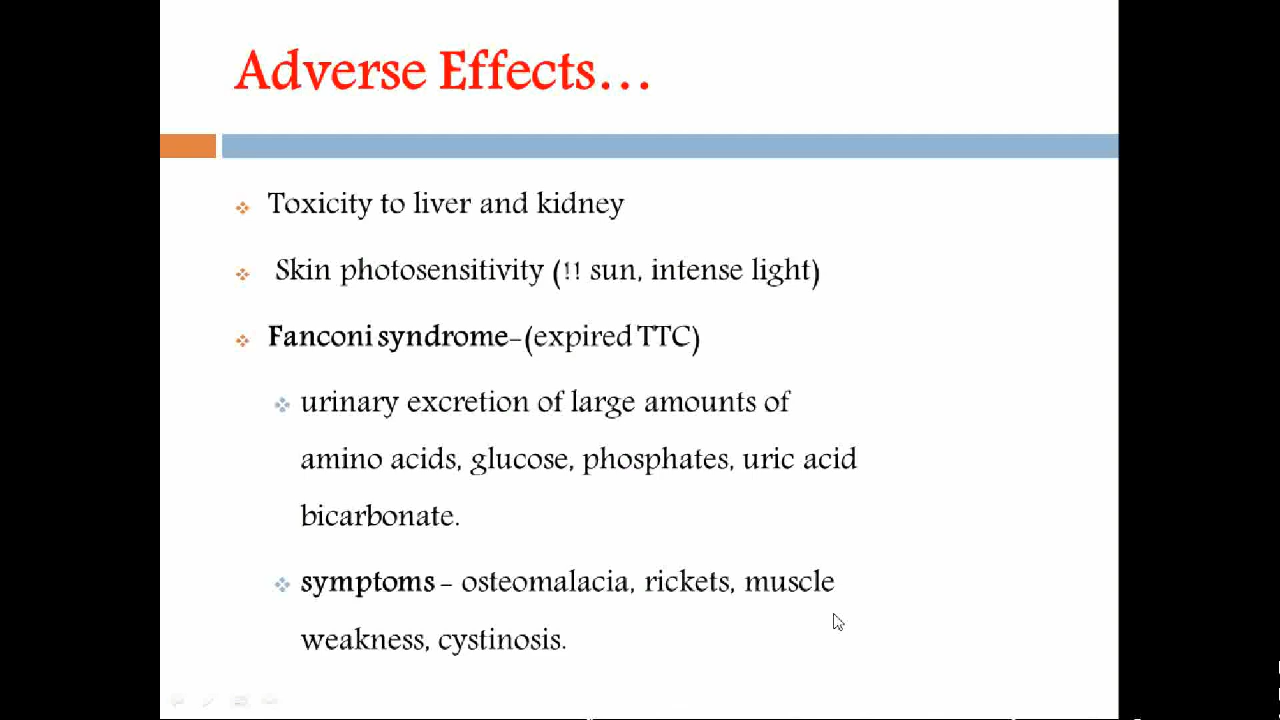 Adverse Effects...
Toxicity to liver and kidney
Skin photosensitivity (!! sun, intense light)
Fanconi syndrome-(expired TTC)
urinary excretion of large amounts of
amino acids, glucose, phosphates, uric acid
bicarbonate.
symptoms - osteomalacia, rickets, muscle
weakness, cystinosis.